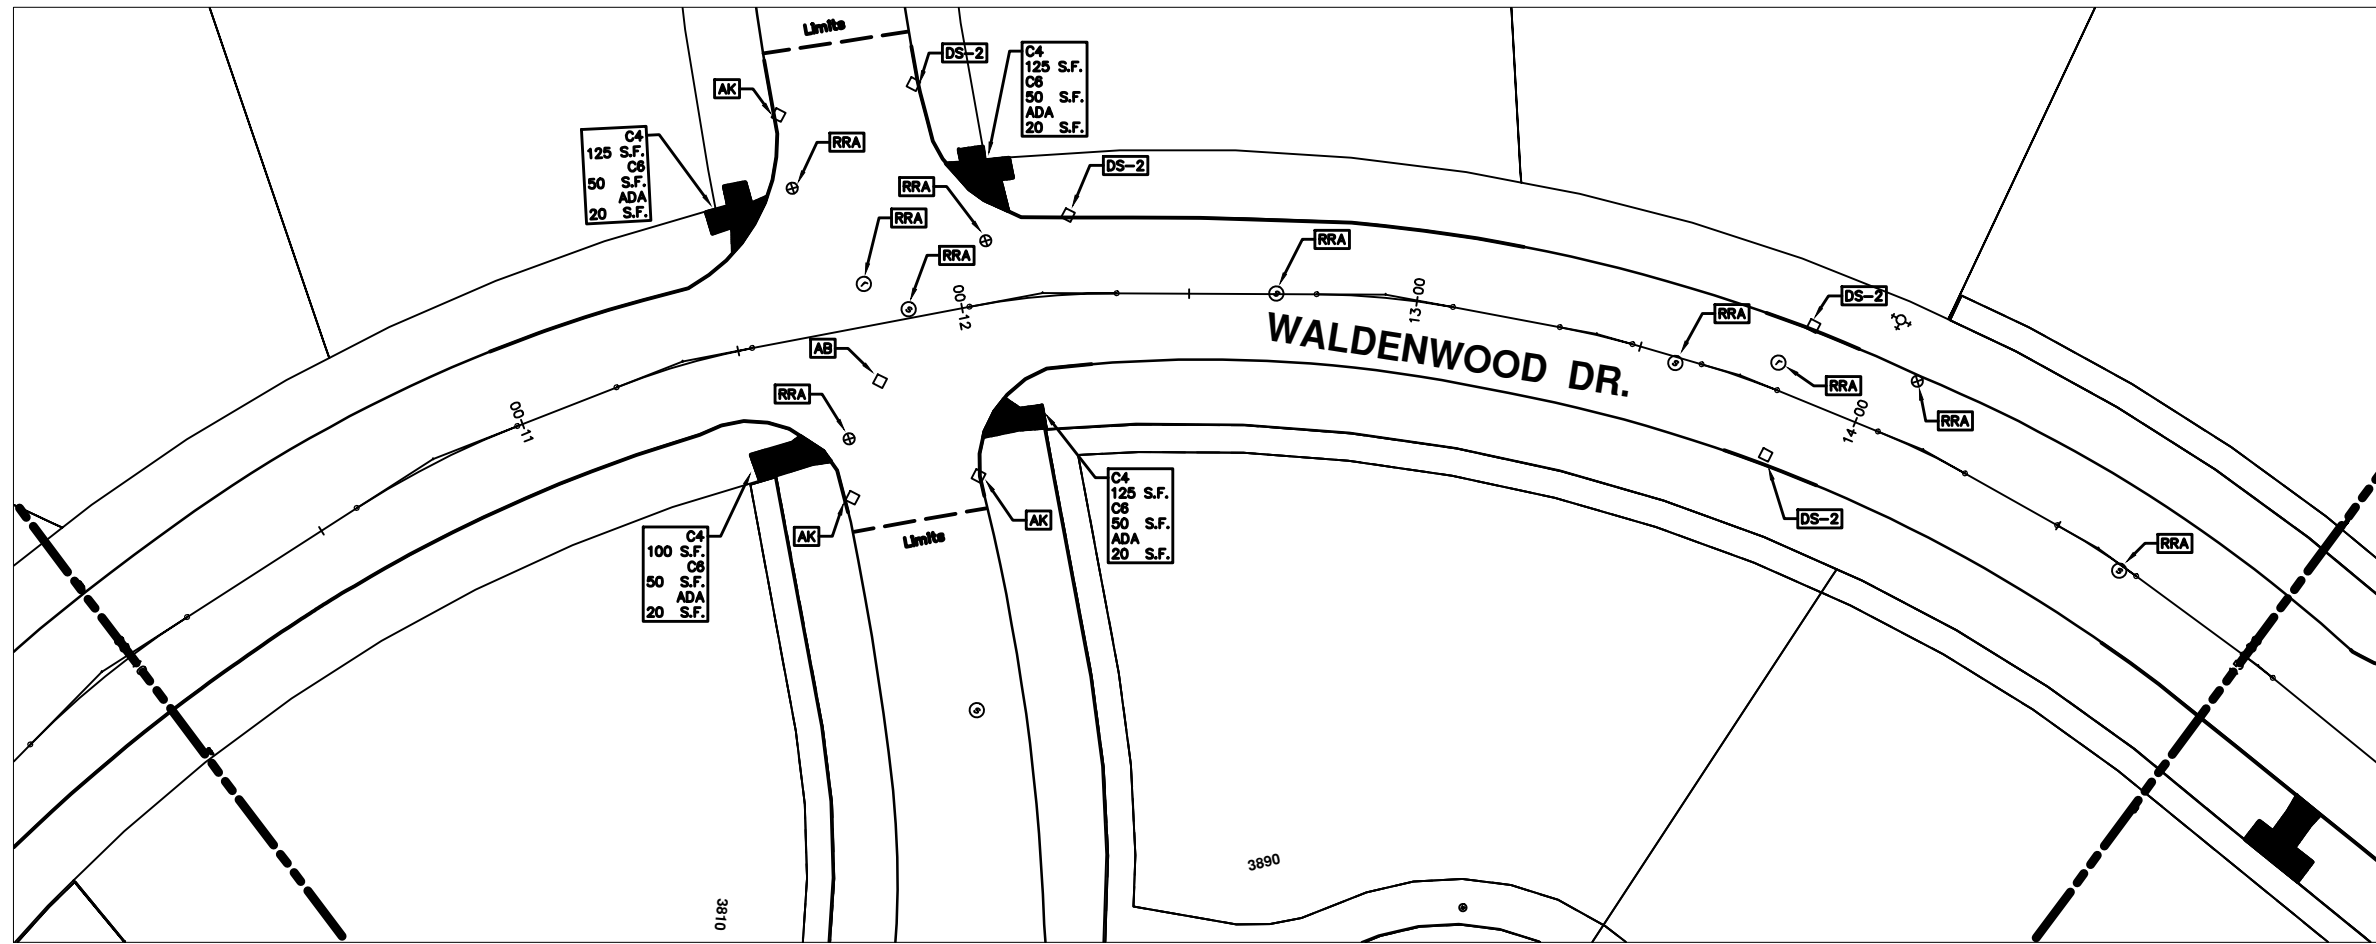 Limits
DS-2
C4
125 S.F.
C6
50 S.F.
ADA
20 S.F.
AK
C4
125 S.F.
C6
50 S.F.
ADA
20 S.F.
RRA
DS-2
RRA
RRA
RRA
RRA
DS-2
00-12
13-00
RRA
WALDENWOOD DR.
AB
RRA
RRA
RRA
00-11
14-00
C4
125 S.F.
C6
50 S.F.
ADA
20 S.F.
AK
DS-2
C4
100 S.F.
C6
50 S.F.
ADA
20 S.F.
AK
Limits
RRA
3890
3810